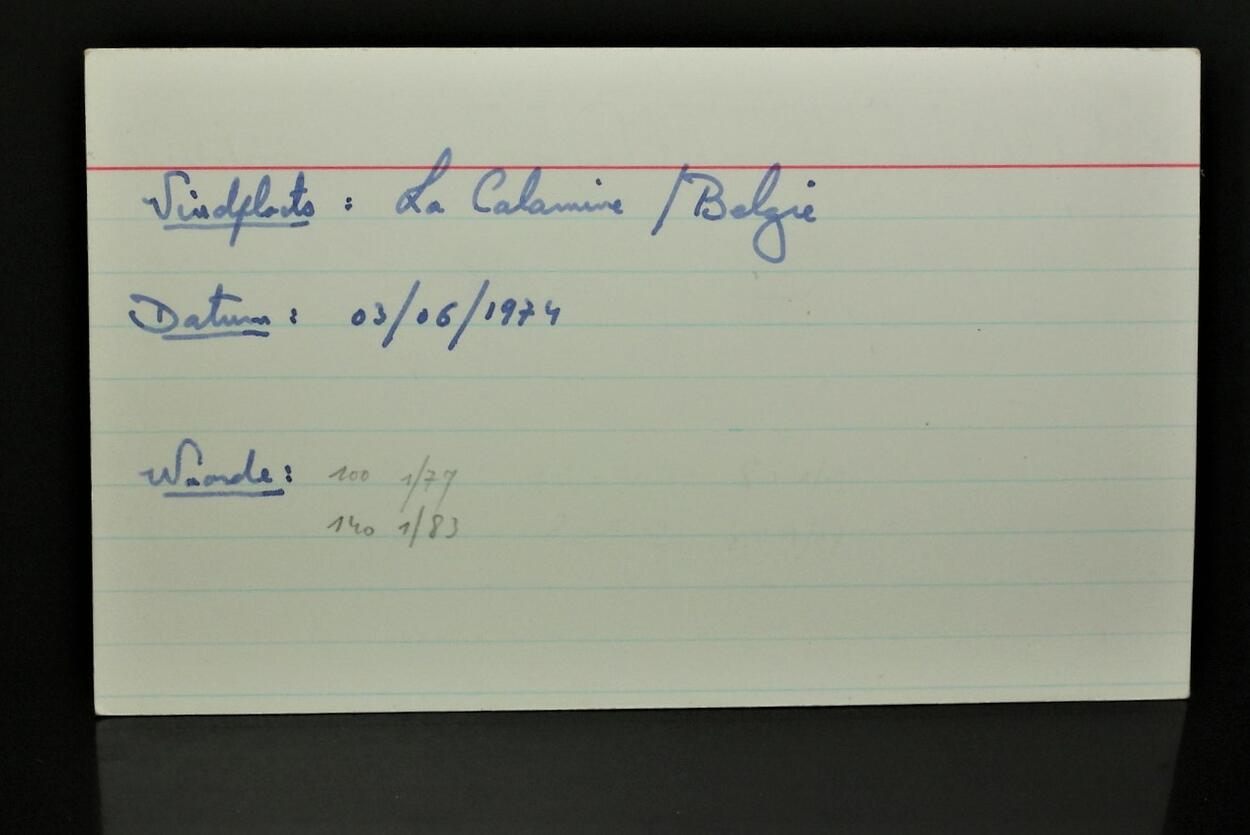 Vindplaats : La Calamine / Belgie
Datum : 03/06/1974
Waarde : 100 1/77
140 1/83